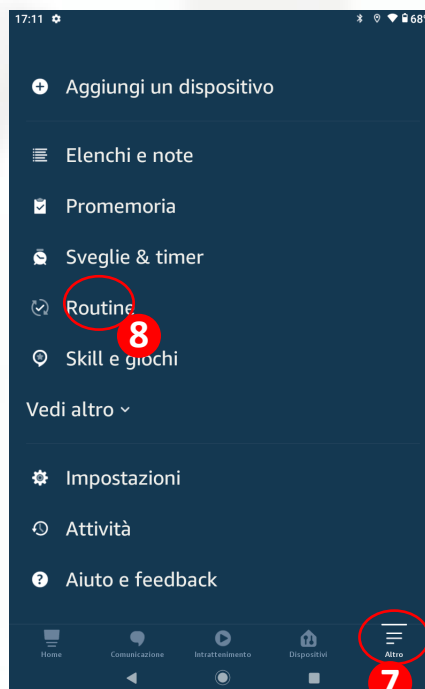 17:11 68%
Aggiungi un dispositivo
Elenchi e note
Promemoria
Sveglie & timer
Routine
8
Skill e giochi
Vedi altro
Impostazioni
Attività
Aiuto e feedback
Home Comunicazione Intrattenimento Dispositivi Altro
7